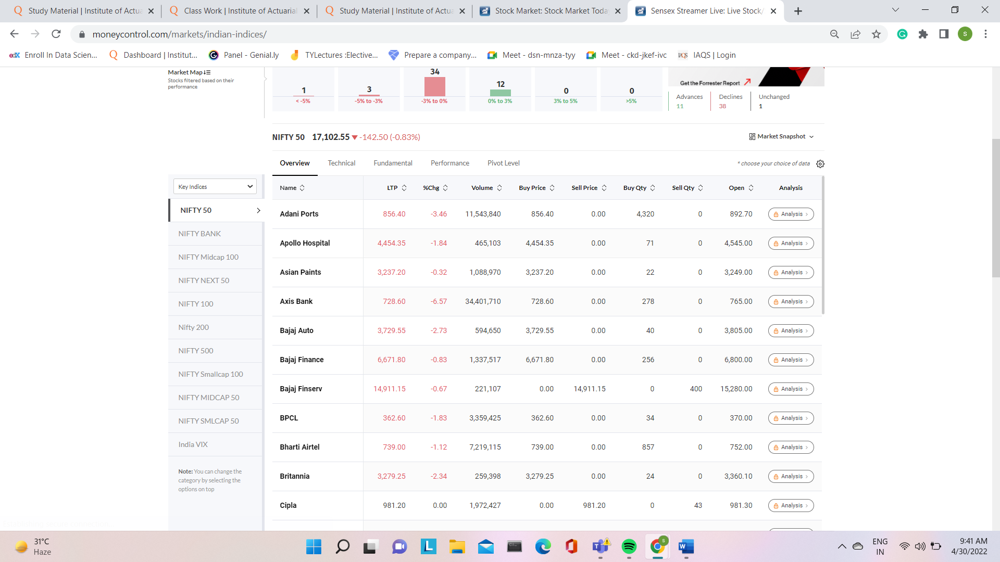 Study Material | Institute of Actua
Class Work | Institute of Actuarial
Study Material | Institute of Actua
Stock Market: Stock Market Toda
Sensex Streamer Live: Live Stock/
moneycontrol.com/markets/indian-indices/
S
edX Enroll In Data Scien...
Dashboard | Institut...
Panel - Genial.ly
TYLectures :Elective...
Prepare a company...
Meet - dsn-mnza-tyy
Meet - ckd-jkef-ivc
IAQS IAQS | Login
Market Map
Stocks filtered based on their
performance
1
< -5%
3
-5% to -3%
34
-3% to 0%
12
0% to 3%
0
3% to 5%
0
>5%
Get the Forrester Report
Advances Declines Unchanged
11 38 1
NIFTY 50 17,102.55 -142.50 (-0.83%)
Market Snapshot
Overview Technical Fundamental Performance Pivot Level
* choose your choice of data
Key Indices
NIFTY 50
NIFTY BANK
NIFTY Midcap 100
NIFTY NEXT 50
NIFTY 100
Nifty 200
NIFTY 500
NIFTY Smallcap 100
NIFTY MIDCAP 50
NIFTY SMLCAP 50
India VIX
Note: You can change the
category by selecting the
options on top
Name LTP %Chg Volume Buy Price Sell Price Buy Qty Sell Qty Open Analysis
Adani Ports 856.40 -3.46 11,543,840 856.40 0.00 4,320 0 892.70 Analysis
Apollo Hospital 4,454.35 -1.84 465,103 4,454.35 0.00 71 0 4,545.00 Analysis
Asian Paints 3,237.20 -0.32 1,088,970 3,237.20 0.00 22 0 3,249.00 Analysis
Axis Bank 728.60 -6.57 34,401,710 728.60 0.00 278 0 765.00 Analysis
Bajaj Auto 3,729.55 -2.73 594,650 3,729.55 0.00 40 0 3,805.00 Analysis
Bajaj Finance 6,671.80 -0.83 1,337,517 6,671.80 0.00 256 0 6,800.00 Analysis
Bajaj Finserv 14,911.15 -0.67 221,107 0.00 14,911.15 0 400 15,280.00 Analysis
BPCL 362.60 -1.83 3,359,425 362.60 0.00 34 0 370.00 Analysis
Bharti Airtel 739.00 -1.12 7,219,115 739.00 0.00 857 0 752.00 Analysis
Britannia 3,279.25 -2.34 259,398 3,279.25 0.00 24 0 3,360.10 Analysis
Cipla 981.20 0.00 1,972,427 0.00 981.20 0 43 981.30 Analysis
31°C
Haze
ENG
IN
9:41 AM
4/30/2022